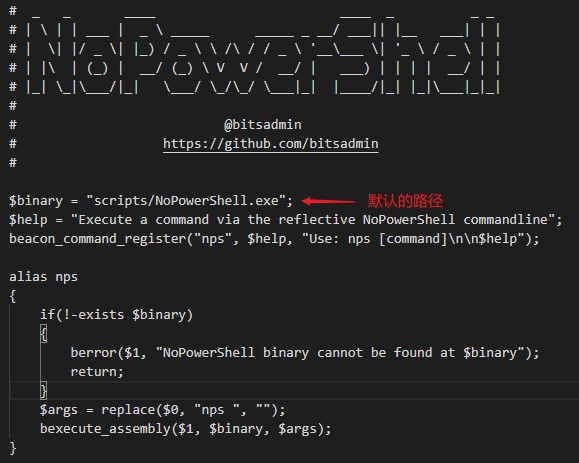 #  _   _       ____                        ____  _          _ _
# | \ | | ___ |  _ \ _____      _____ _ __/ ___|| |__   ___| | |
# |  \| |/ _ \| |_) / _ \ \ /\ / / _ \ '__\___ \| '_ \ / _ \ | |
# | |\  | (_) |  __/ (_) \ V  V /  __/ |   ___) | | | |  __/ | |
# |_| \_|\___/|_|   \___/ \_/\_/ \___|_|  |____/|_| |_|\___|_|_|
#
#                           @bitsadmin
#                   https://github.com/bitsadmin
#
$binary = "scripts/NoPowerShell.exe"; 默认的路径
$help = "Execute a command via the reflective NoPowerShell commandline";
beacon_command_register("nps", $help, "Use: nps [command]\n\n$help");
alias nps
{
    if(!-exists $binary)
    {
        berror($1, "NoPowerShell binary cannot be found at $binary");
        return;
    }
    $args = replace($0, "nps ", "");
    bexecute_assembly($1, $binary, $args);
}